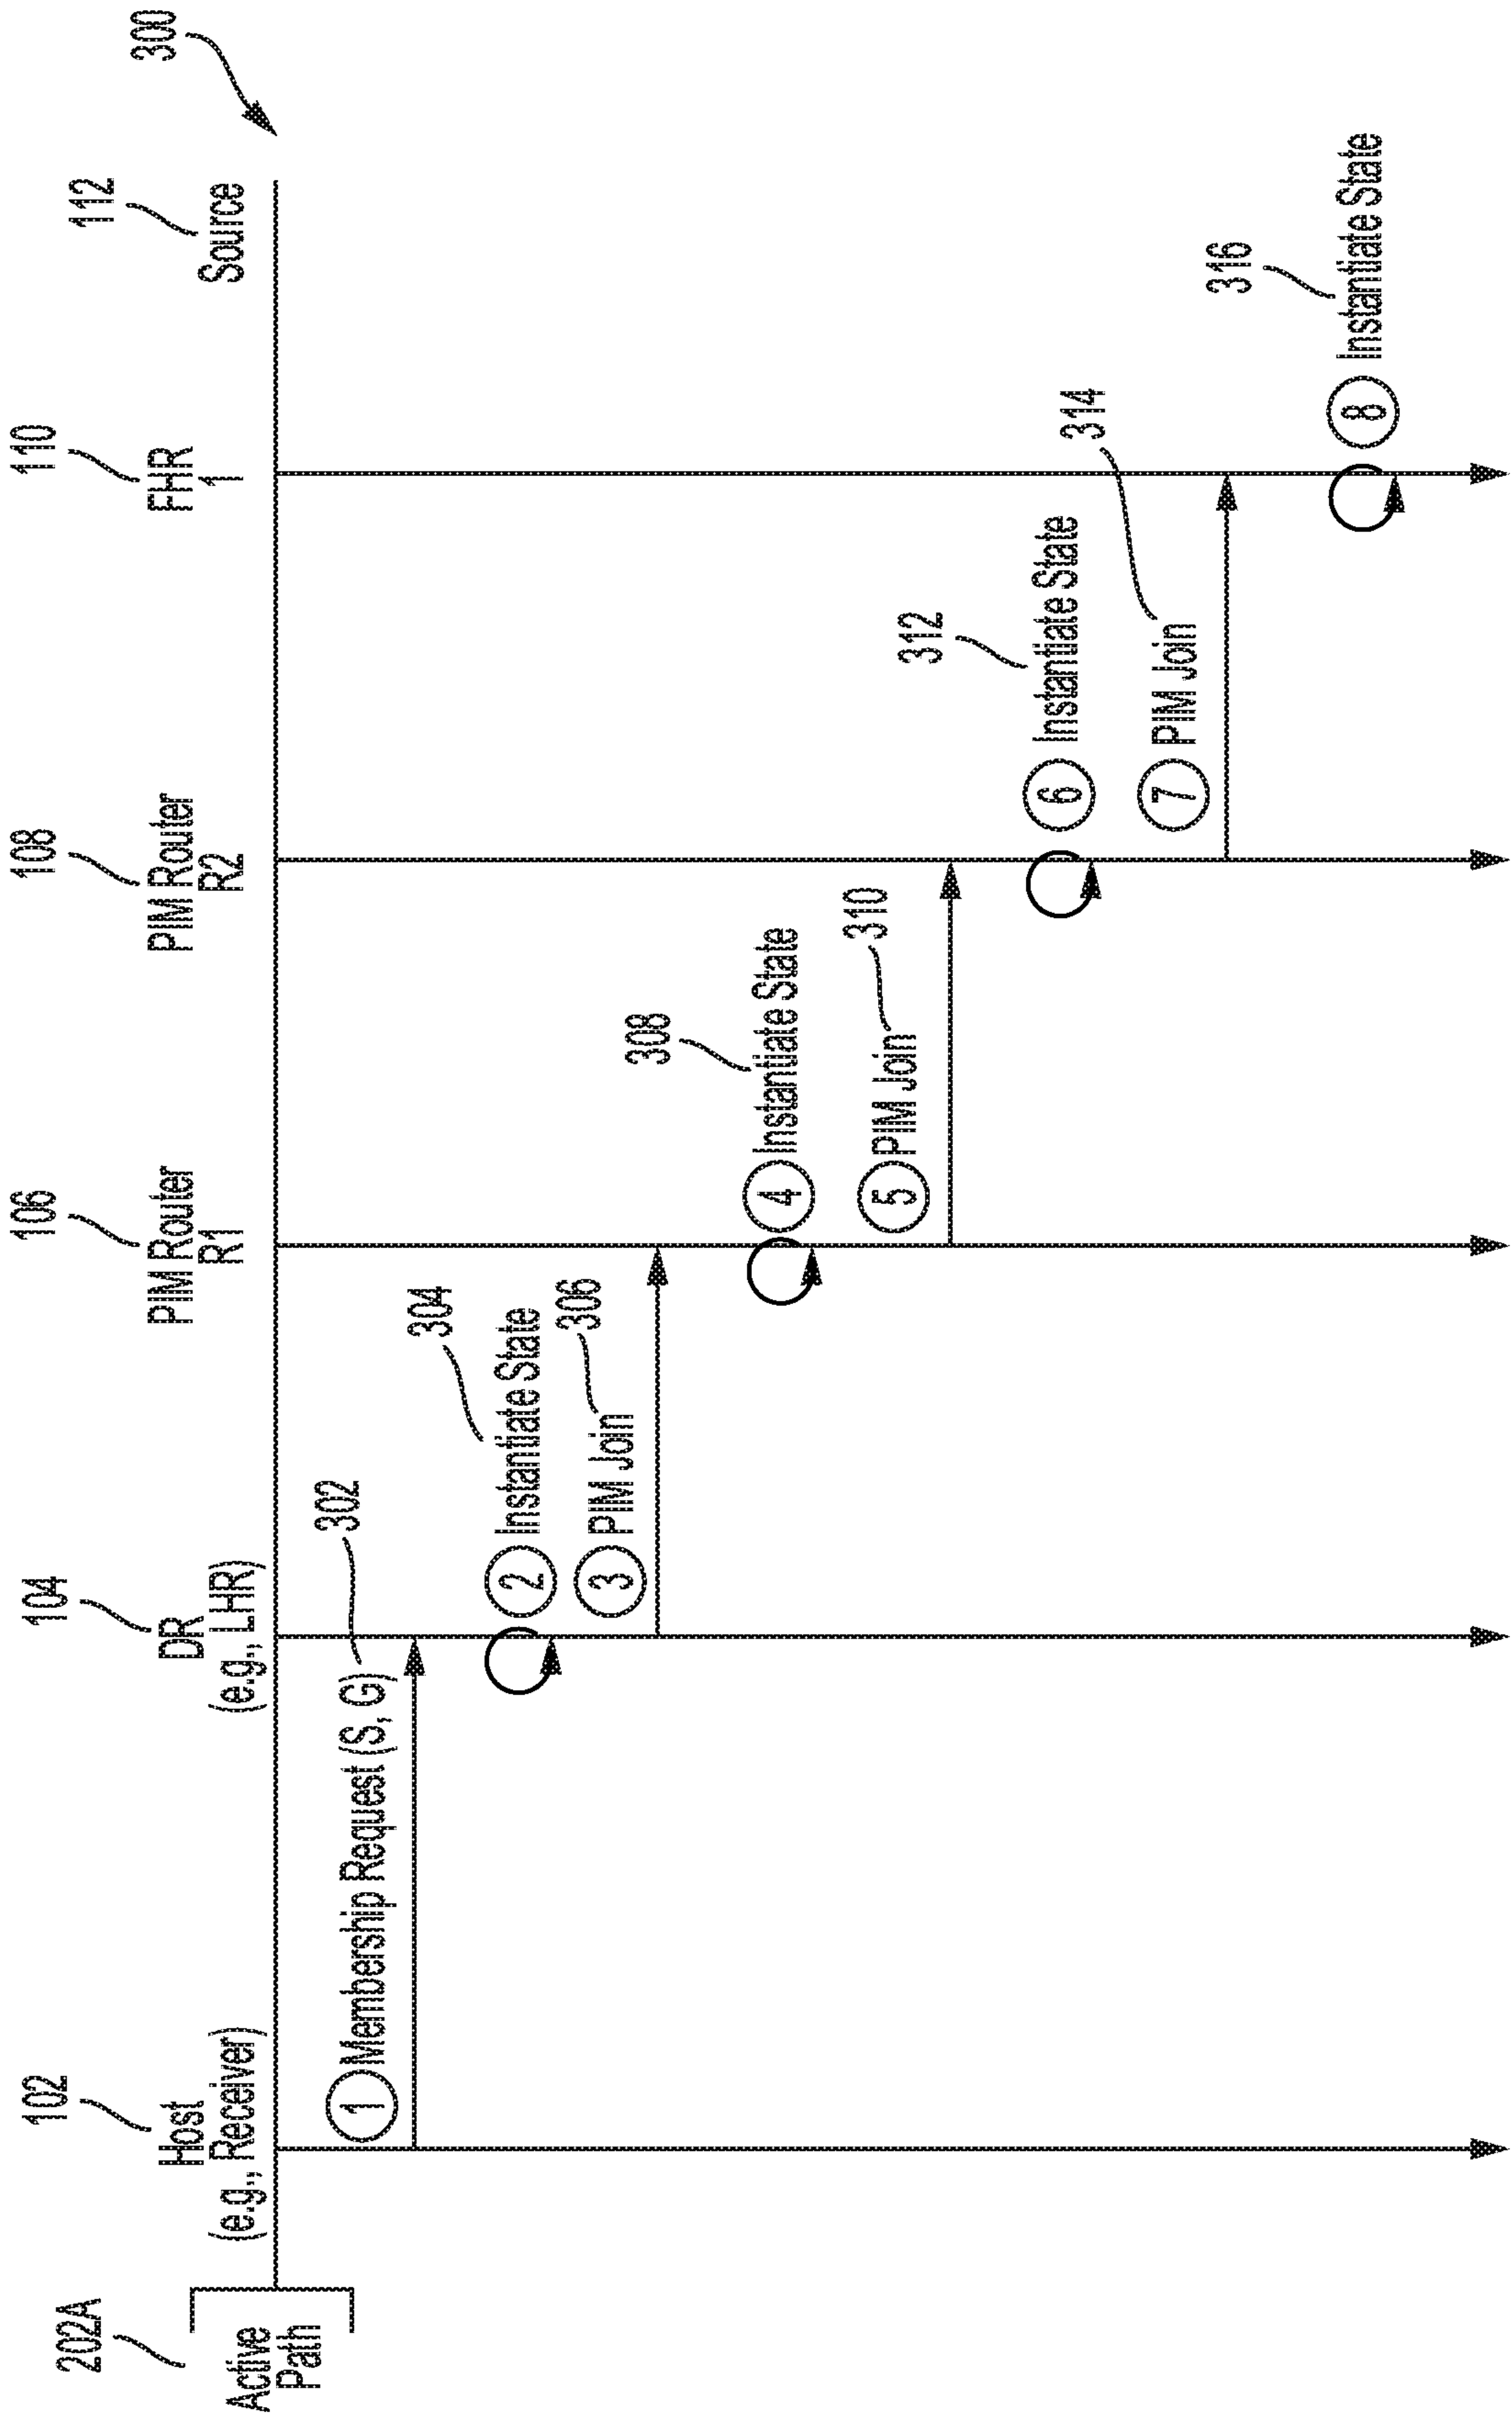 300
202A
Active
Path
102
Host
(e.g., Receiver)
104
DR
(e.g., LHR)
106
PIM Router
R1
108
PIM Router
R2
110
FHR
1
112
Source
1 Membership Request (S, G)
302
2 Instantiate State
304
3 PIM Join
306
4 Instantiate State
308
5 PIM Join
310
6 Instantiate State
312
7 PIM Join
314
8 Instantiate State
316